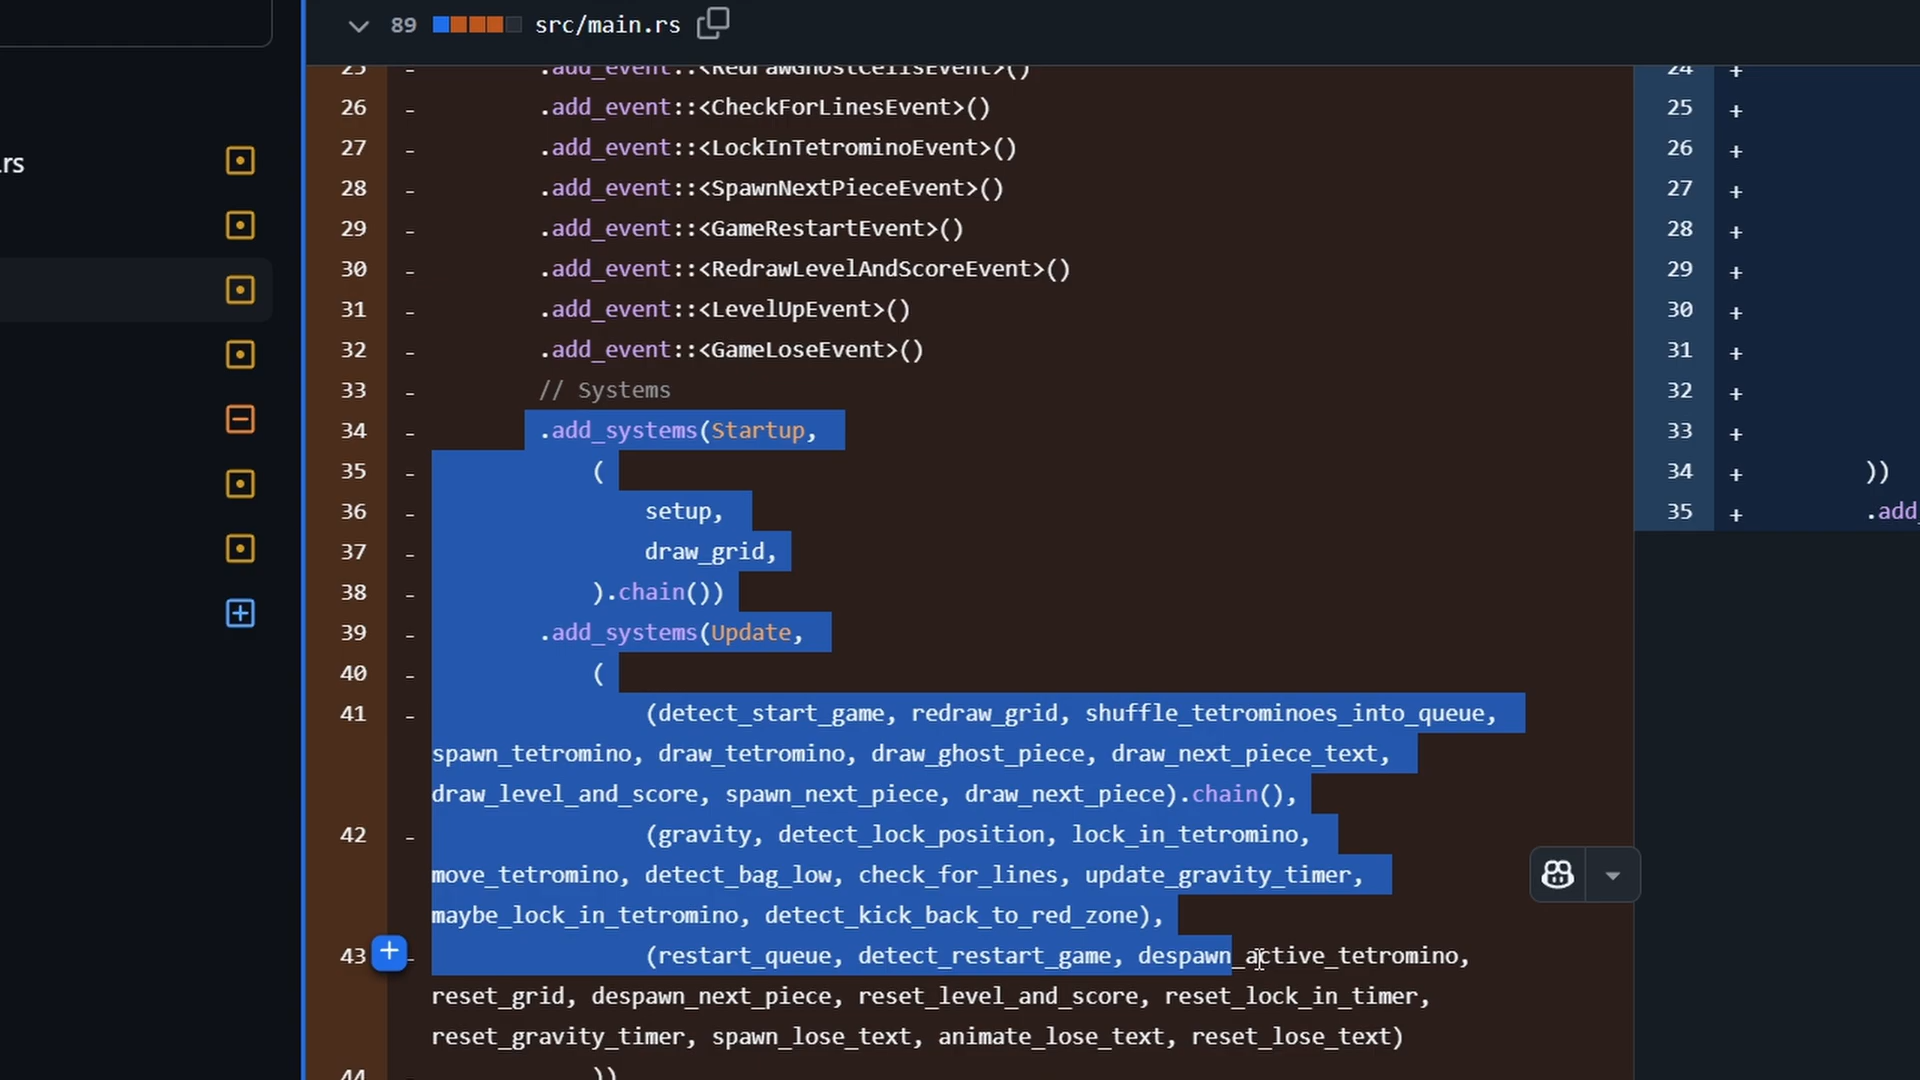 89 src/main.rs
.rs
25 - .add_event::<RedrawGhostCellsEvent>()
26 - .add_event::<CheckForLinesEvent>()
27 - .add_event::<LockInTetrominoEvent>()
28 - .add_event::<SpawnNextPieceEvent>()
29 - .add_event::<GameRestartEvent>()
30 - .add_event::<RedrawLevelAndScoreEvent>()
31 - .add_event::<LevelUpEvent>()
32 - .add_event::<GameLoseEvent>()
33 - // Systems
34 - .add_systems(Startup,
35 - (
36 - setup,
37 - draw_grid,
38 - ).chain())
39 - .add_systems(Update,
40 - (
41 - (detect_start_game, redraw_grid, shuffle_tetrominoes_into_queue,
spawn_tetromino, draw_tetromino, draw_ghost_piece, draw_next_piece_text,
draw_level_and_score, spawn_next_piece, draw_next_piece).chain(),
42 - (gravity, detect_lock_position, lock_in_tetromino,
move_tetromino, detect_bag_low, check_for_lines, update_gravity_timer,
maybe_lock_in_tetromino, detect_kick_back_to_red_zone),
43 - (restart_queue, detect_restart_game, despawn_active_tetromino,
reset_grid, despawn_next_piece, reset_level_and_score, reset_lock_in_timer,
reset_gravity_timer, spawn_lose_text, animate_lose_text, reset_lose_text)
44 ))
24 +
25 +
26 +
27 +
28 +
29 +
30 +
31 +
32 +
33 +
34 + ))
35 + .add_